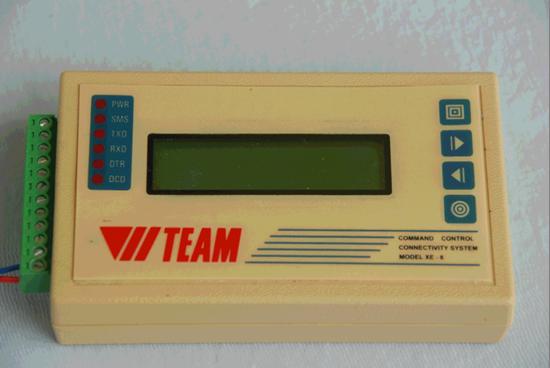 PWR
SMS
TXD
RXD
DTR
DCD
TEAM
COMMAND CONTROL
CONNECTIVITY SYSTEM
MODEL XE - 6